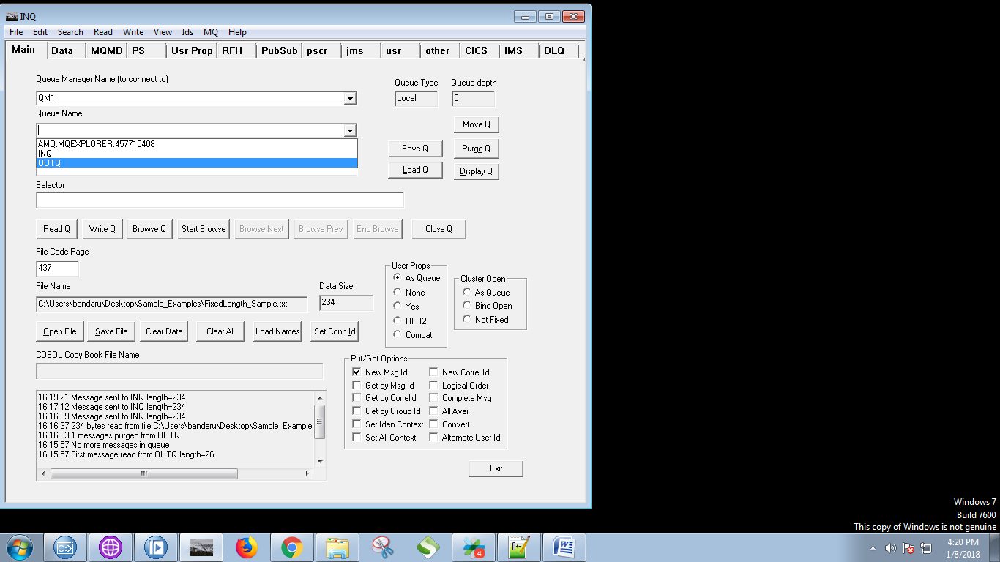 INQ
File Edit Search Read Write View Ids MQ Help
Main Data MQMD PS Usr Prop RFH PubSub pscr jms usr other CICS IMS DLQ
Queue Manager Name (to connect to)
QM1
Queue Type Queue depth
Local 0
Queue Name
AMQ.MQEXPLORER.457710408
INQ
OUTQ
Move Q
Save Q Purge Q
Load Q Display Q
Selector
Read Q Write Q Browse Q Start Browse Browse Next Browse Prev End Browse Close Q
File Code Page
437
File Name
C:\Users\bandaru\Desktop\Sample_Examples\FixedLength_Sample.txt
Data Size
234
User Props
As Queue
None
Yes
RFH2
Compat
Cluster Open
As Queue
Bind Open
Not Fixed
Open File Save File Clear Data Clear All Load Names Set Conn Id
COBOL Copy Book File Name
Put/Get Options
New Msg Id New Correl Id
Get by Msg Id Logical Order
Get by Correlid Complete Msg
Get by Group Id All Avail
Set Iden Context Convert
Set All Context Alternate User Id
16.19.21 Message sent to INQ length=234
16.17.12 Message sent to INQ length=234
16.16.39 Message sent to INQ length=234
16.16.37 234 bytes read from file C:\Users\bandaru\Desktop\Sample_Example
16.16.03 1 messages purged from OUTQ
16.15.57 No more messages in queue
16.15.57 First message read from OUTQ length=26
Exit
Windows 7
Build 7600
This copy of Windows is not genuine
4
4:20 PM
1/8/2018